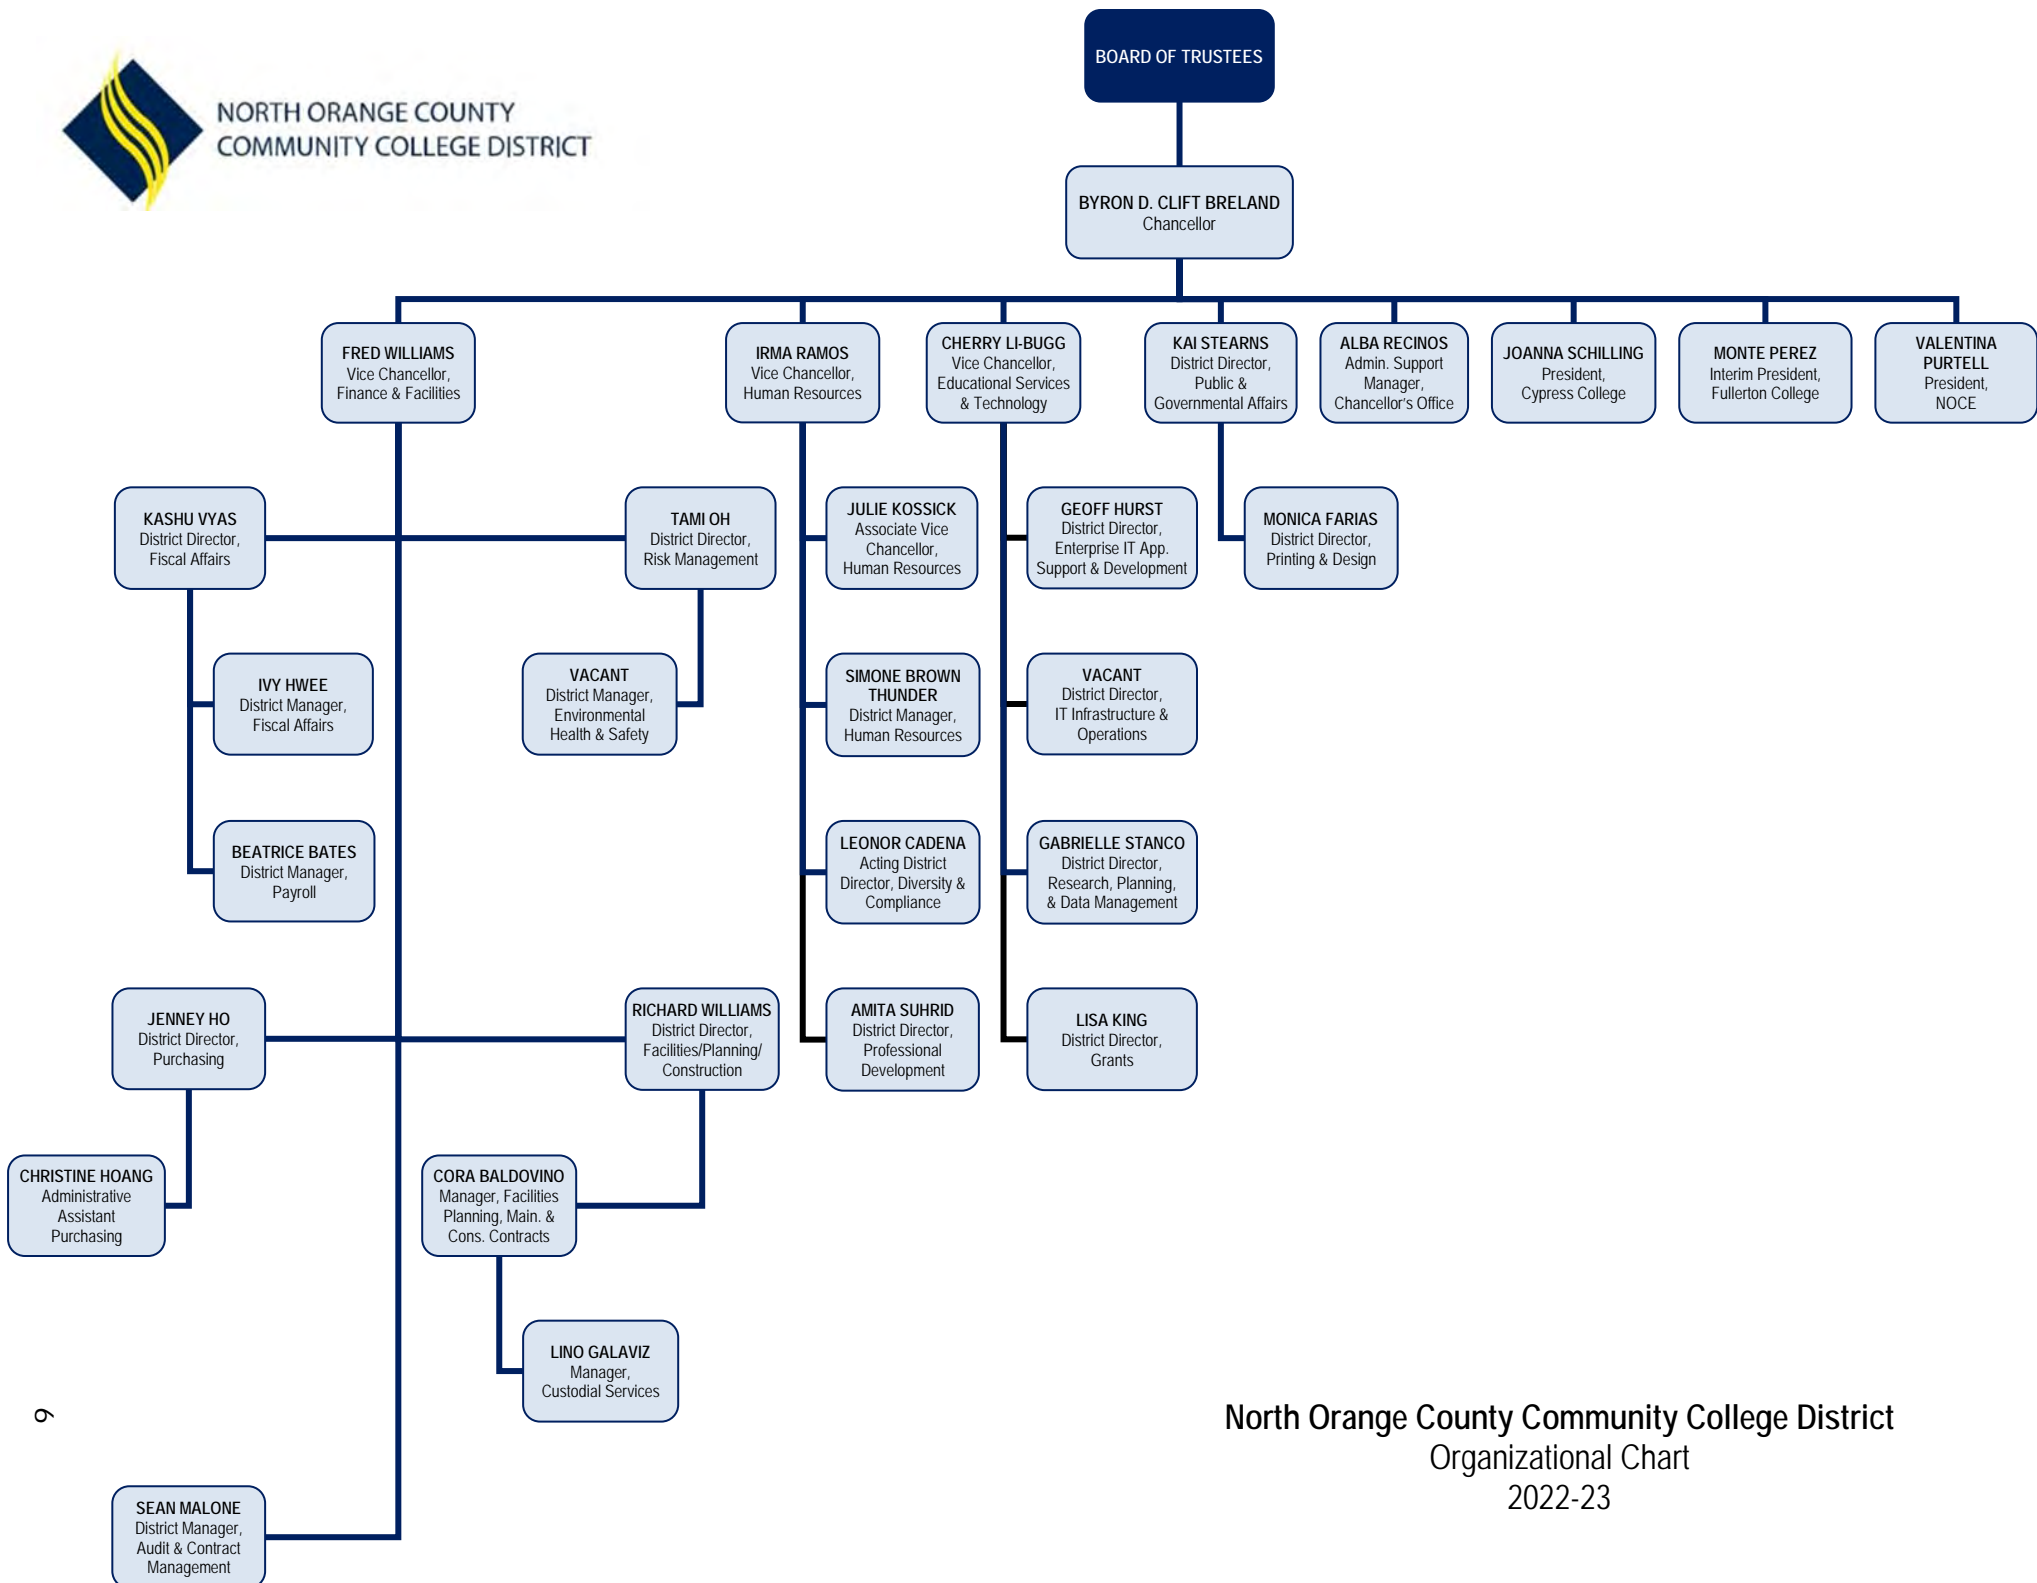 BOARD OF TRUSTEES
NORTH ORANGE COUNTY
COMMUNITY COLLEGE DISTRICT
BYRON D. CLIFT BRELAND
Chancellor
FRED WILLIAMS
Vice Chancellor,
Finance & Facilities
IRMA RAMOS
Vice Chancellor,
Human Resources
CHERRY LI-BUGG
Vice Chancellor,
Educational Services
& Technology
KAI STEARNS
District Director,
Public &
Governmental Affairs
ALBA RECINOS
Admin. Support
Manager,
Chancellor's Office
JOANNA SCHILLING
President,
Cypress College
MONTE PEREZ
Interim President,
Fullerton College
VALENTINA
PURTELL
President,
NOCE
KASHU VYAS
District Director,
Fiscal Affairs
TAMI OH
District Director,
Risk Management
JULIE KOSSICK
Associate Vice
Chancellor,
Human Resources
GEOFF HURST
District Director,
Enterprise IT App.
Support & Development
MONICA FARIAS
District Director,
Printing & Design
IVY HWEE
District Manager,
Fiscal Affairs
VACANT
District Manager,
Environmental
Health & Safety
SIMONE BROWN
THUNDER
District Manager,
Human Resources
VACANT
District Director,
IT Infrastructure &
Operations
BEATRICE BATES
District Manager,
Payroll
LEONOR CADENA
Acting District
Director, Diversity &
Compliance
GABRIELLE STANCO
District Director,
Research, Planning,
& Data Management
JENNEY HO
District Director,
Purchasing
RICHARD WILLIAMS
District Director,
Facilities/Planning/
Construction
AMITA SUHRID
District Director,
Professional
Development
LISA KING
District Director,
Grants
CHRISTINE HOANG
Administrative
Assistant
Purchasing
CORA BALDOVINO
Manager, Facilities
Planning, Main. &
Cons. Contracts
LINO GALAVIZ
Manager,
Custodial Services
9
SEAN MALONE
District Manager,
Audit & Contract
Management
North Orange County Community College District
Organizational Chart
2022-23